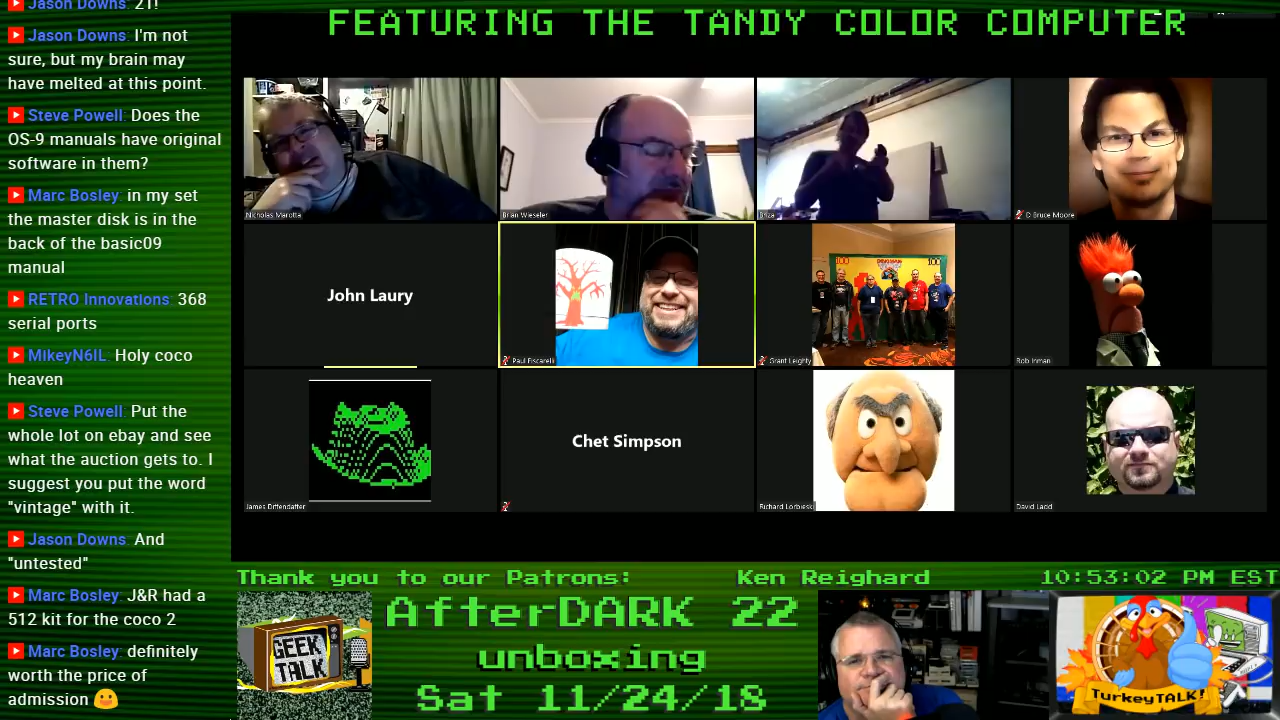 Jason Downs: 21!
Jason Downs: I'm not
sure, but my brain may
have melted at this point.
Steve Powell: Does the
OS-9 manuals have original
software in them?
Marc Bosley: in my set
the master disk is in the
back of the basic09
manual
RETRO Innovations: 368
serial ports
MikeyN6IL: Holy coco
heaven
Steve Powell: Put the
whole lot on ebay and see
what the auction gets to. I
suggest you put the word
"vintage" with it.
Jason Downs: And
"untested"
Marc Bosley: J&R had a
512 kit for the coco 2
Marc Bosley: definitely
worth the price of
admission
FEATURING THE TANDY COLOR COMPUTER
Nicholas Marotta
Brian Wieseler
Briza
D Bruce Moore
John Laury
Paul Fiscarelli
100
100
Grant Leighty
Rob Inman
James Diffendaffer
Chet Simpson
Richard Lorbieski
David Ladd
Thank you to our Patrons:
Ken Reighard
10:53:02 PM EST
GEEK
TALK
AfterDARK 22
unboxing
Sat 11/24/18
TurkeyTALK!